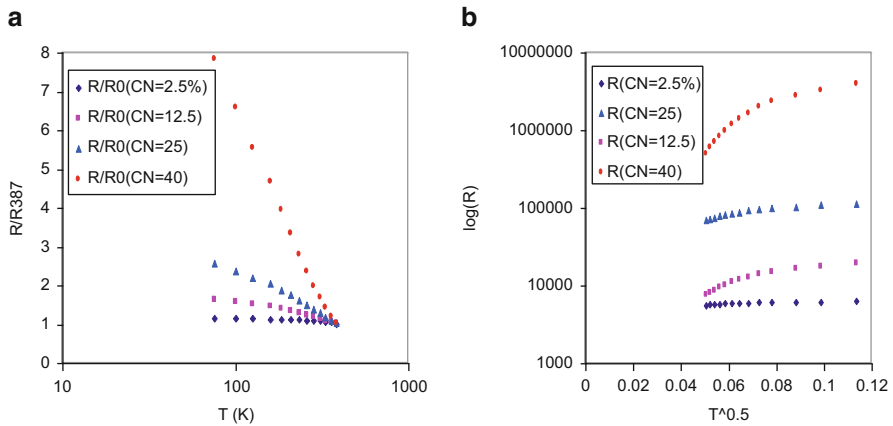 a
8
7
6
5
4
3
2
1
0
R/R387
R/R0(CN=2.5%)
R/R0(CN=12.5)
R/R0(CN=25)
R/R0(CN=40)
10
100
1000
T (K)
b
10000000
1000000
100000
10000
1000
log(R)
R(CN=2.5%)
R(CN=25)
R(CN=12.5)
R(CN=40)
0
0.02
0.04
0.06
0.08
0.1
0.12
T^0.5